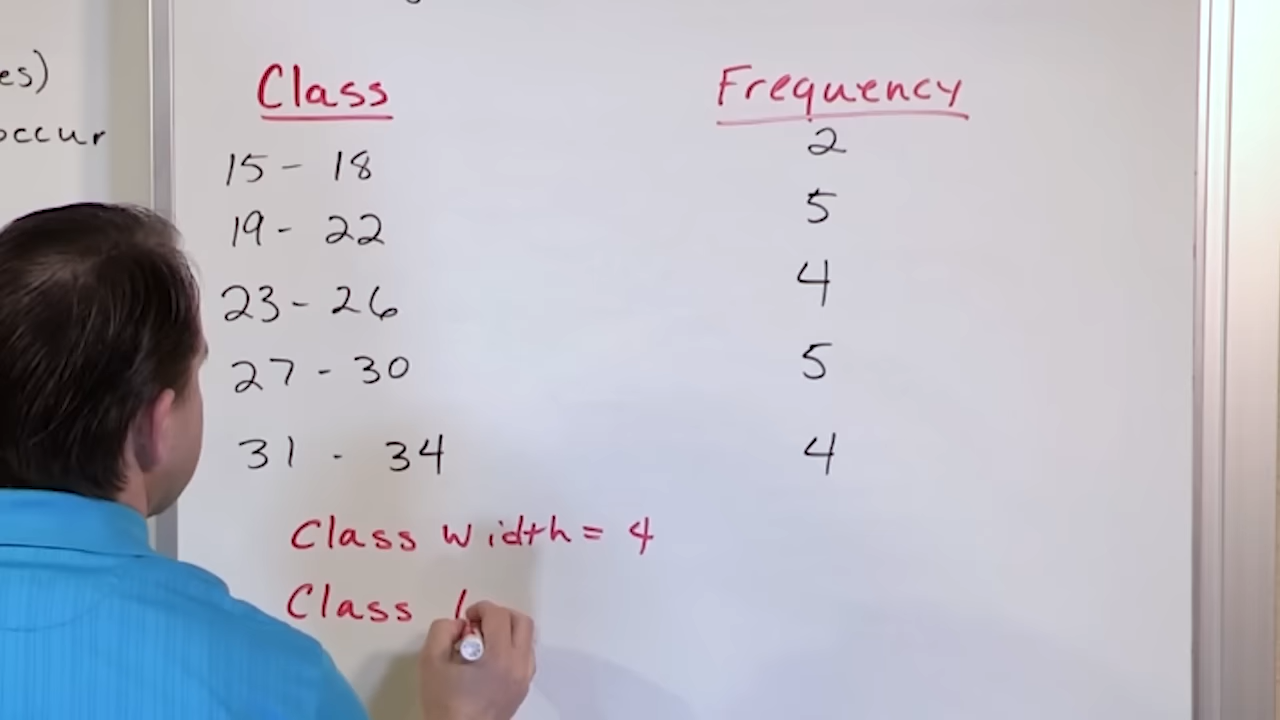 es)
occur
Class Frequency
15 - 18 2
19 - 22 5
23 - 26 4
27 - 30 5
31 - 34 4
Class width = 4
Class